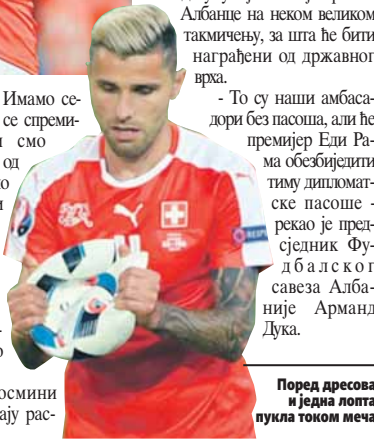 Имамо се-
се спреми-
смо
од
Албанце на неком великом
такмичењу, за шта ће бити
награђени од државног
врха.
- То су наши амбаса-
дори без пасоша, али ће
премијер Еди Ра-
ма обезбиједити
тиму дипломат-
ске пасоше -
рекао је пред-
сједник Фу-
дбалског
савеза Алба-
није Арманд
Дука.
осмини
ају рас-
Поред дресова
и једна лопта
пукла током меча